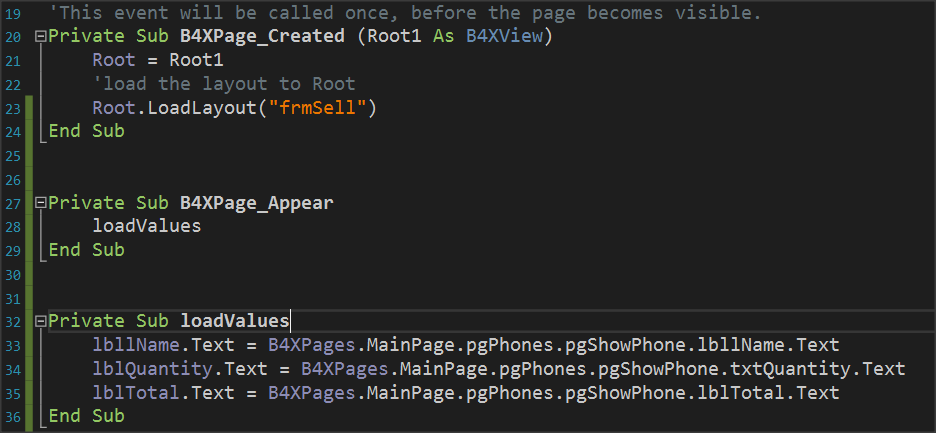 19 'This event will be called once, before the page becomes visible.
20 Private Sub B4XPage_Created (Root1 As B4XView)
21 Root = Root1
22 'load the layout to Root
23 Root.LoadLayout("frmSell")
24 End Sub
25
26
27 Private Sub B4XPage_Appear
28 loadValues
29 End Sub
30
31
32 Private Sub loadValues
33 lbllName.Text = B4XPages.MainPage.pgPhones.pgShowPhone.lbllName.Text
34 lblQuantity.Text = B4XPages.MainPage.pgPhones.pgShowPhone.txtQuantity.Text
35 lblTotal.Text = B4XPages.MainPage.pgPhones.pgShowPhone.lblTotal.Text
36 End Sub